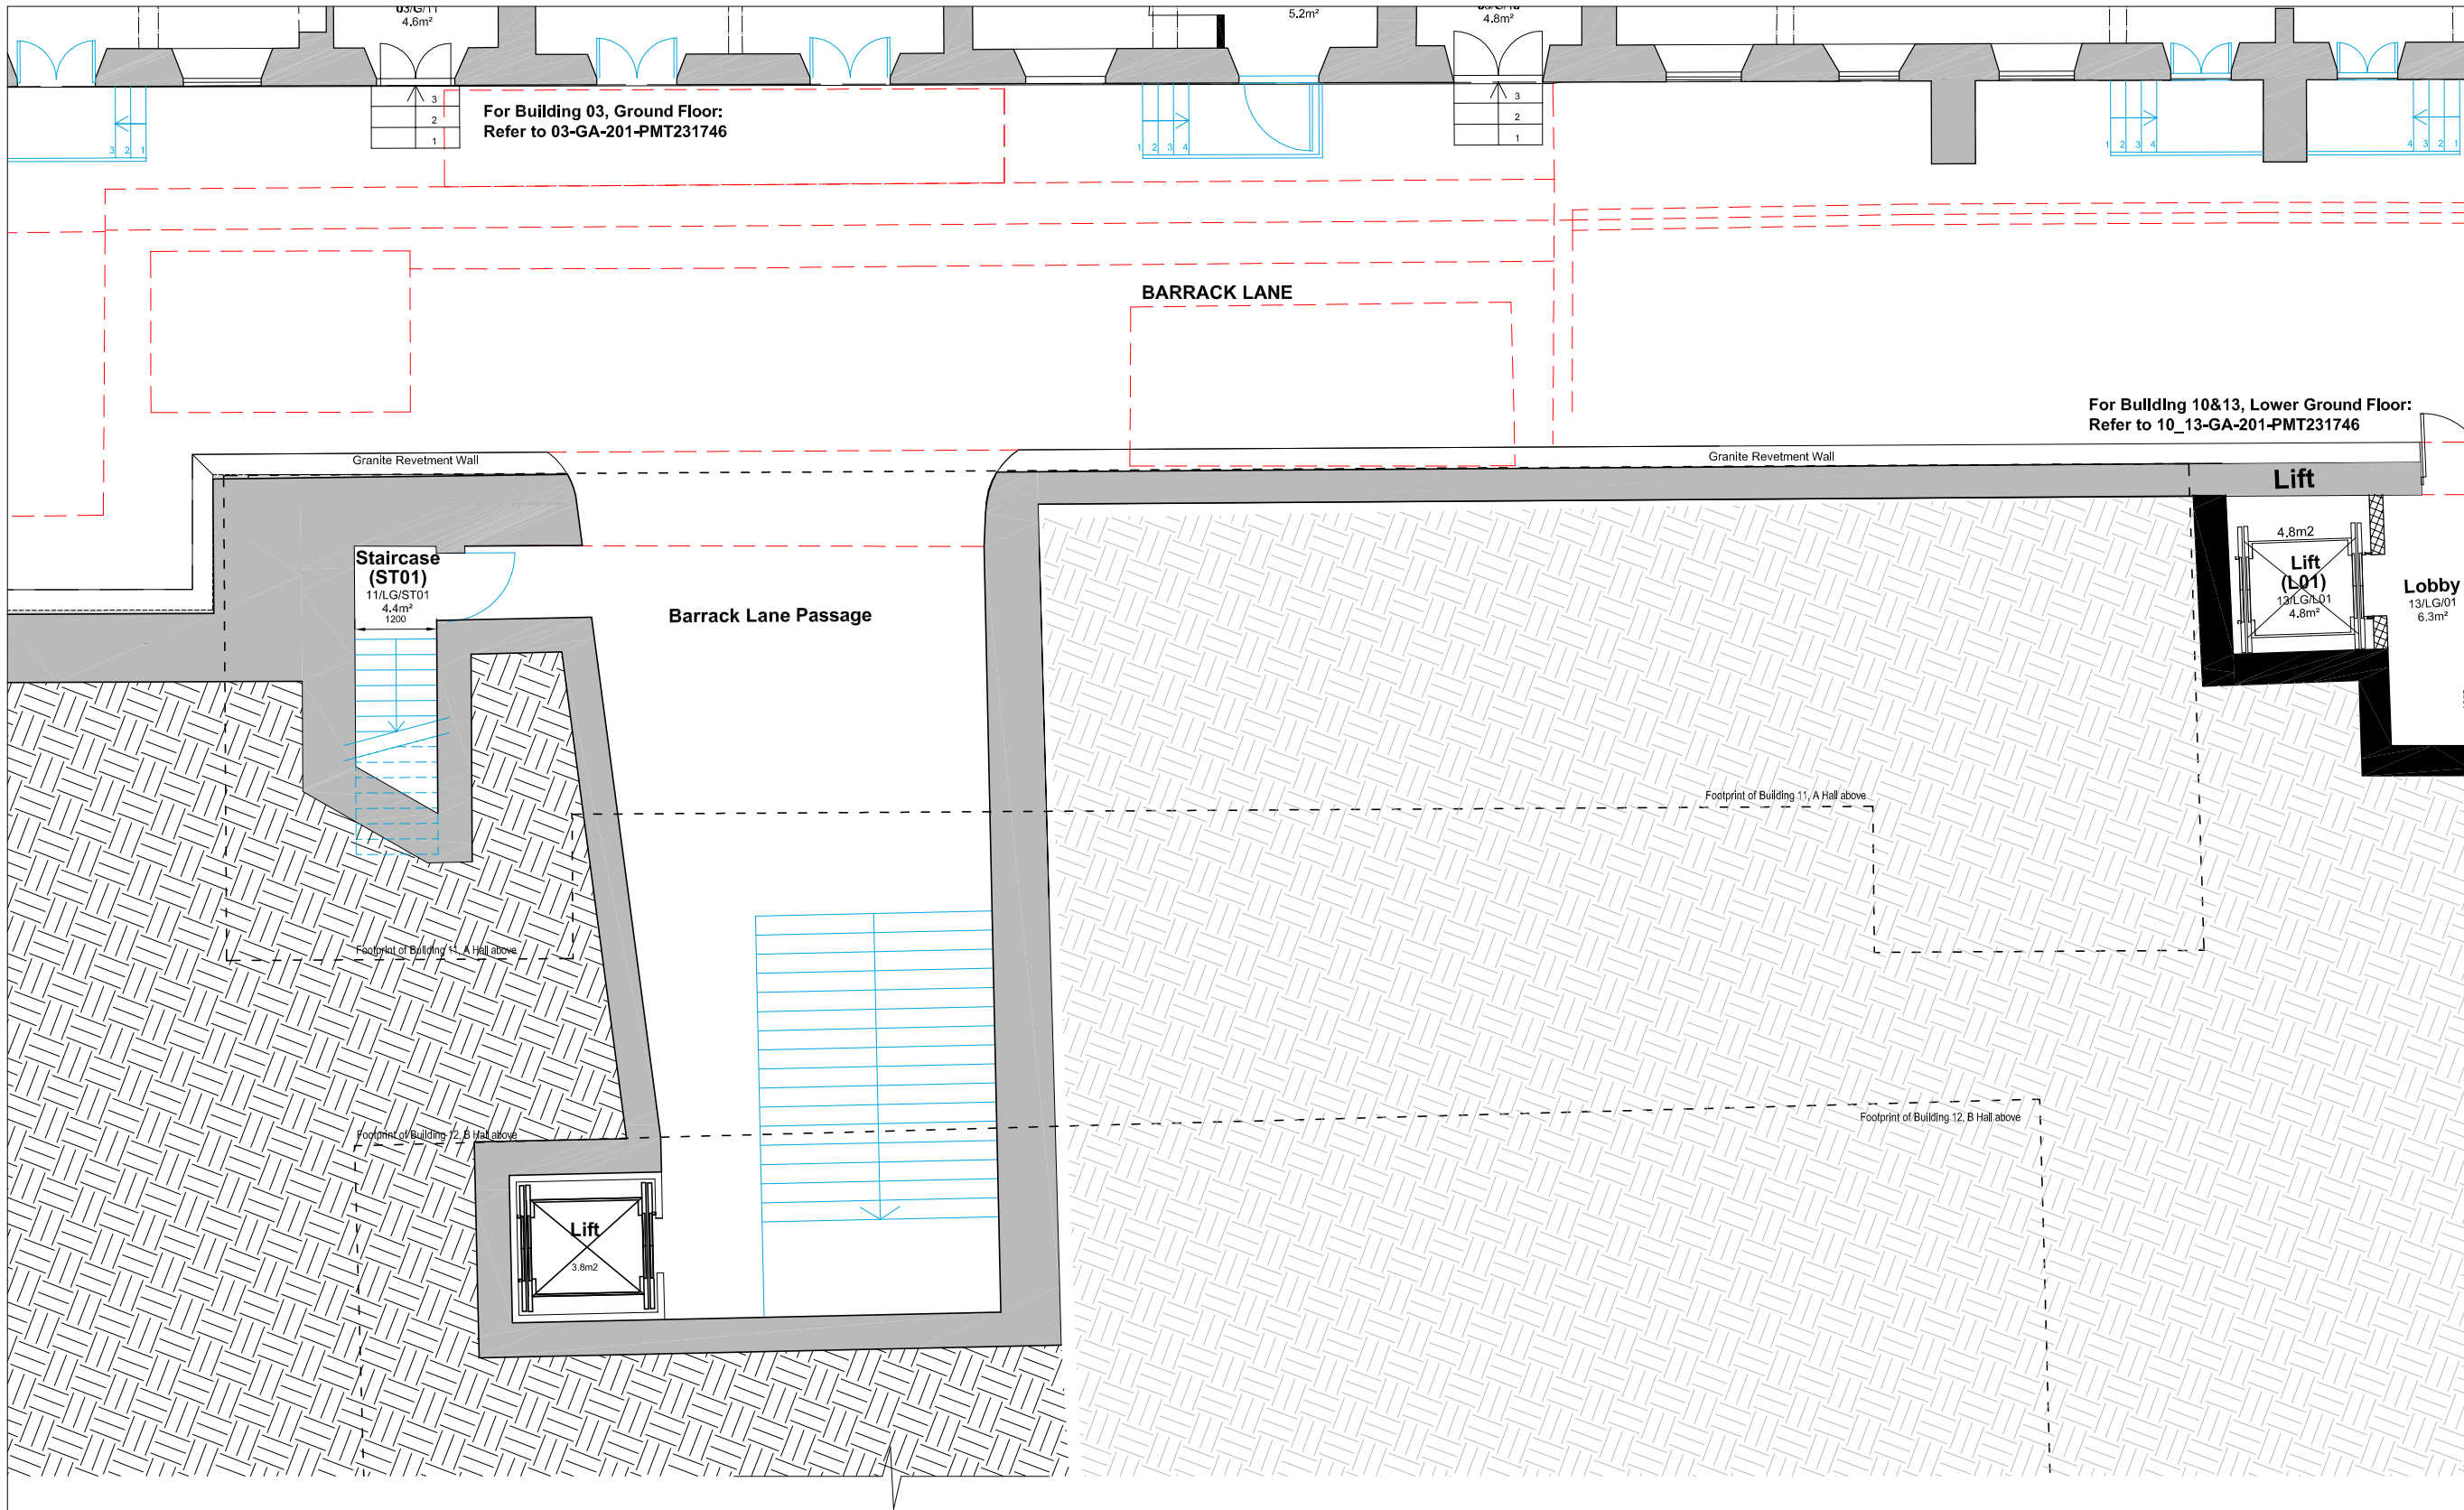 03/G/11
4.6m²
5.2m²
4.8m²
3
2
1
For Building 03, Ground Floor:
Refer to 03-GA-201-PMT231746
3
2
1
3 2 1
1 2 3 4
1 2 3 4
4 3 2 1
BARRACK LANE
For Building 10&13, Lower Ground Floor:
Refer to 10_13-GA-201-PMT231746
Granite Revetment Wall
Granite Revetment Wall
Lift
4.8m2
Lift
(L01)
13/LG/L01
4.8m²
Lobby
13/LG/01
6.3m²
Staircase
(ST01)
11/LG/ST01
4.4m²
1200
Barrack Lane Passage
Footprint of Building 11, A Hall above
Footprint of Building 11, A Hall above
Footprint of Building 12, B Hall above
Footprint of Building 12, B Hall above
Lift
3.8m2